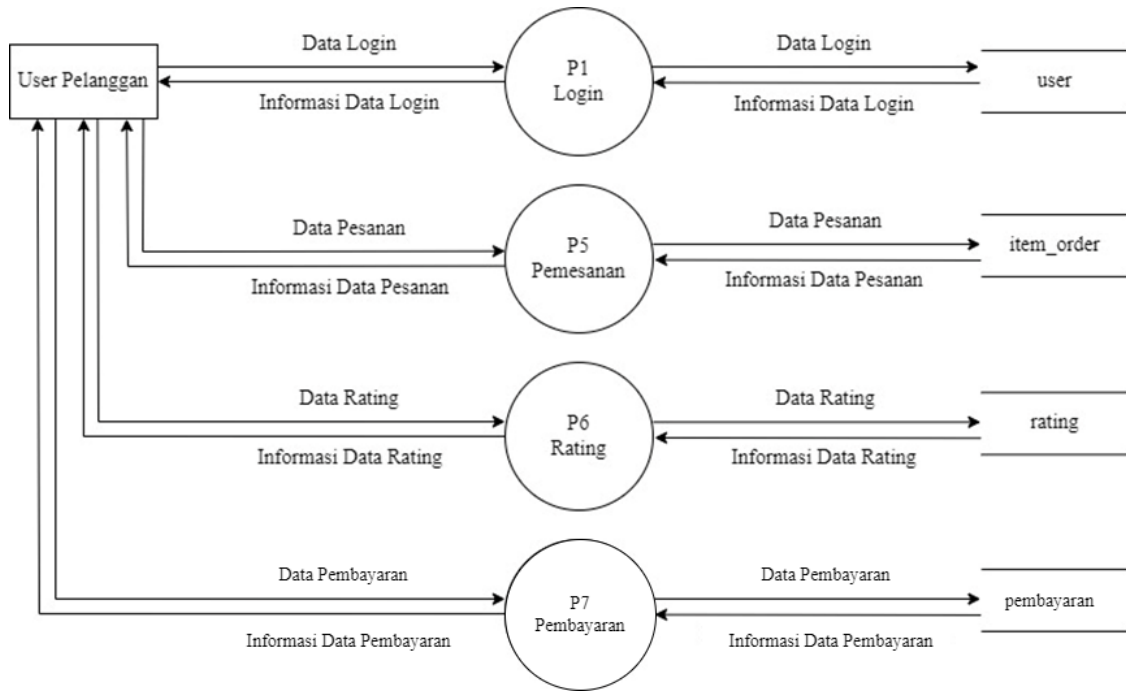 Data Login
Data Login
User Pelanggan
P1
Login
user
Informasi Data Login
Informasi Data Login
Data Pesanan
Data Pesanan
P5
Pemesanan
item_order
Informasi Data Pesanan
Informasi Data Pesanan
Data Rating
Data Rating
P6
Rating
rating
Informasi Data Rating
Informasi Data Rating
Data Pembayaran
Data Pembayaran
P7
Pembayaran
pembayaran
Informasi Data Pembayaran
Informasi Data Pembayaran